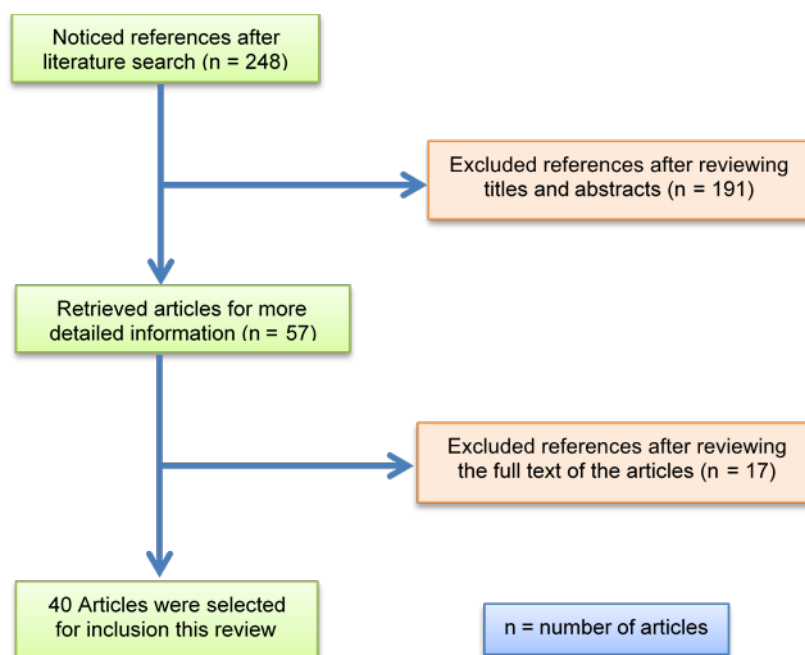 Noticed references after
literature search (n = 248)
Excluded references after reviewing
titles and abstracts (n = 191)
Retrieved articles for more
detailed information (n = 57)
Excluded references after reviewing
the full text of the articles (n = 17)
40 Articles were selected
for inclusion this review
n = number of articles